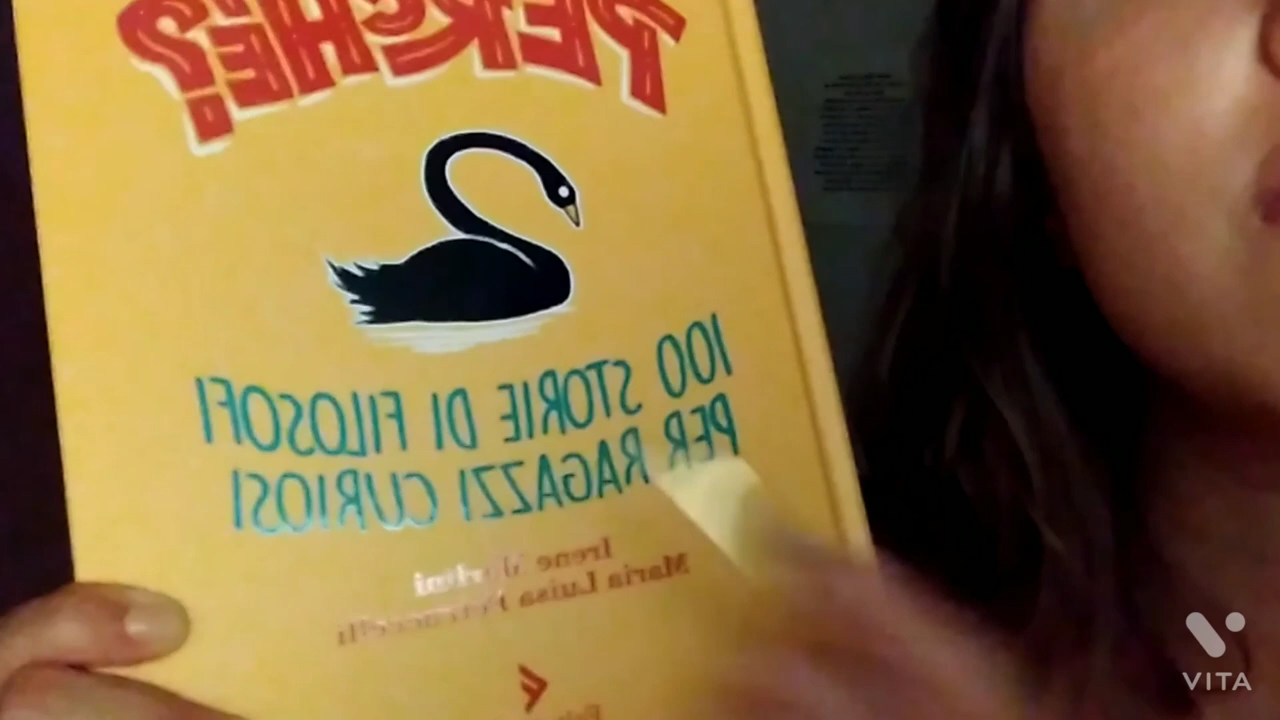 PERCHÉ?
100 STORIE DI FILOSOFI
PER RAGAZZI CURIOSI
Irene
Maria Luisa
VITA